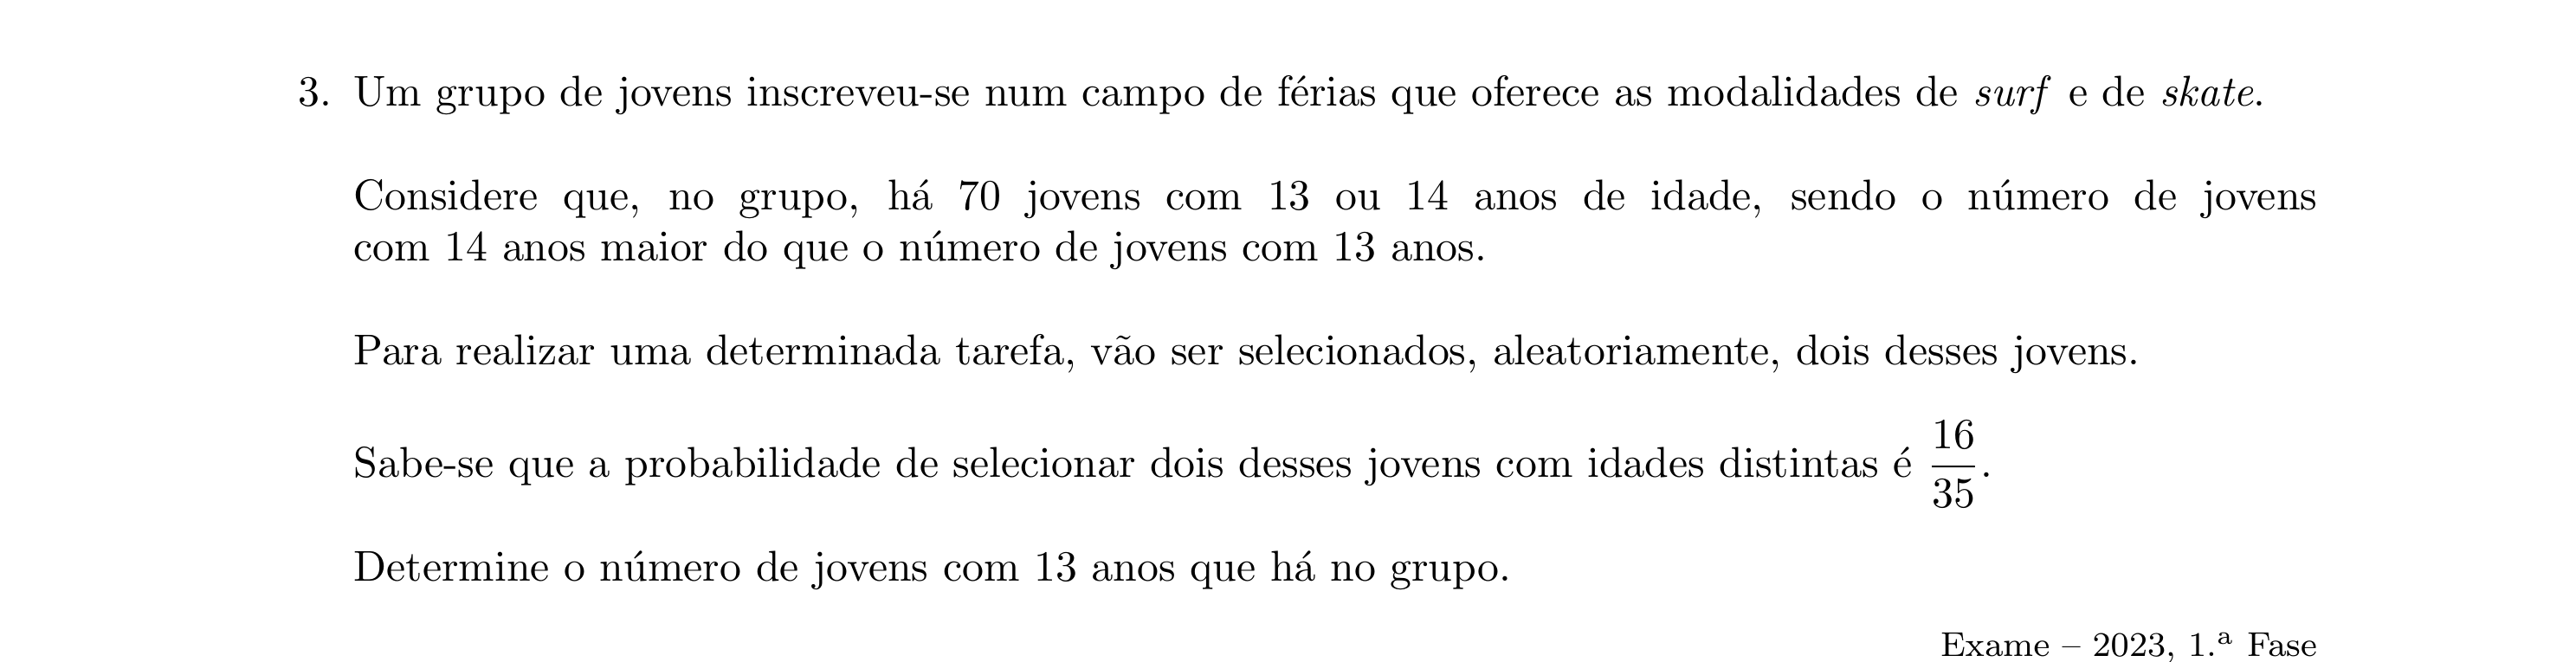 3. Um grupo de jovens inscreveu-se num campo de férias que oferece as modalidades de surf e de skate.
Considere que, no grupo, há 70 jovens com 13 ou 14 anos de idade, sendo o número de jovens
com 14 anos maior do que o número de jovens com 13 anos.
Para realizar uma determinada tarefa, vão ser selecionados, aleatoriamente, dois desses jovens.
Sabe-se que a probabilidade de selecionar dois desses jovens com idades distintas é 16/35.
Determine o número de jovens com 13 anos que há no grupo.
Exame – 2023, 1.ª Fase